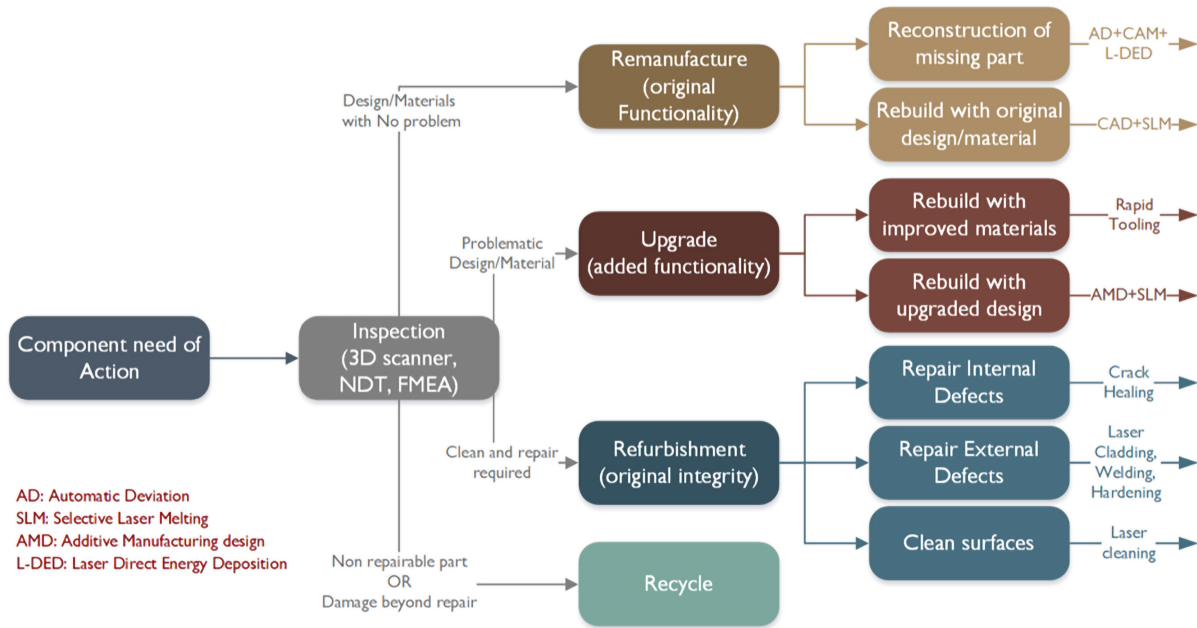 Component need of
Action
Inspection
(3D scanner,
NDT, FMEA)
Design/Materials
with No problem
Problematic
Design/Material
Clean and repair
required
Non repairable part
OR
Damage beyond repair
Remanufacture
(original
Functionality)
Reconstruction of
missing part
AD+CAM+
L-DED
Rebuild with original
design/material
CAD+SLM
Upgrade
(added functionality)
Rebuild with
improved materials
Rapid
Tooling
Rebuild with
upgraded design
AMD+SLM
Refurbishment
(original integrity)
Repair Internal
Defects
Crack
Healing
Repair External
Defects
Laser
Cladding,
Welding,
Hardening
Clean surfaces
Laser
cleaning
Recycle
AD: Automatic Deviation
SLM: Selective Laser Melting
AMD: Additive Manufacturing design
L-DED: Laser Direct Energy Deposition